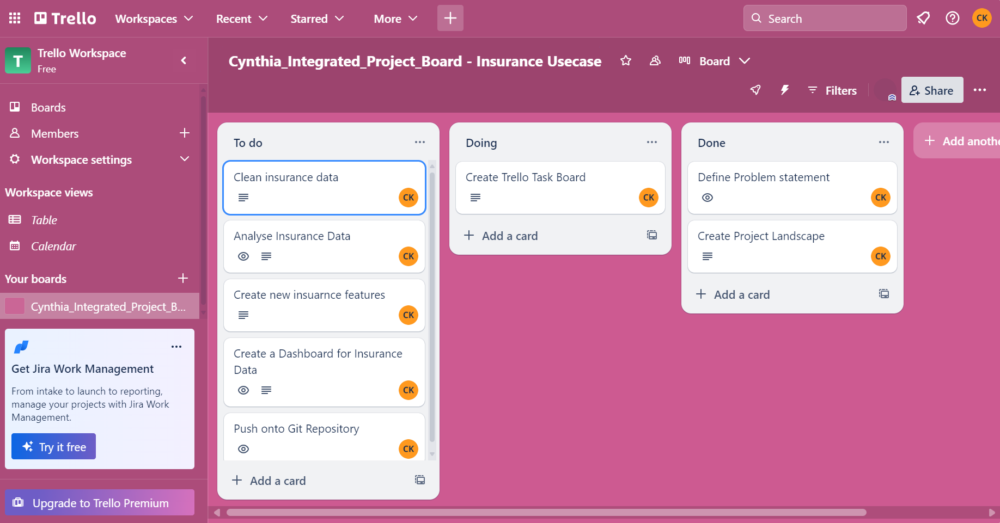 Trello
Workspaces
Recent
Starred
More
Search
CK
T
Trello Workspace
Free
Boards
Members
Workspace settings
Workspace views
Table
Calendar
Your boards
Cynthia_Integrated_Project_B...
Get Jira Work Management
From intake to launch to reporting,
manage your projects with Jira Work
Management.
Try it free
Upgrade to Trello Premium
Cynthia_Integrated_Project_Board - Insurance Usecase
Board
Filters
Share
To do
Clean insurance data
CK
Analyse Insurance Data
CK
Create new insuarnce features
CK
Create a Dashboard for Insurance
Data
CK
Push onto Git Repository
CK
Add a card
Doing
Create Trello Task Board
CK
Add a card
Done
Define Problem statement
CK
Create Project Landscape
CK
Add a card
Add anothe